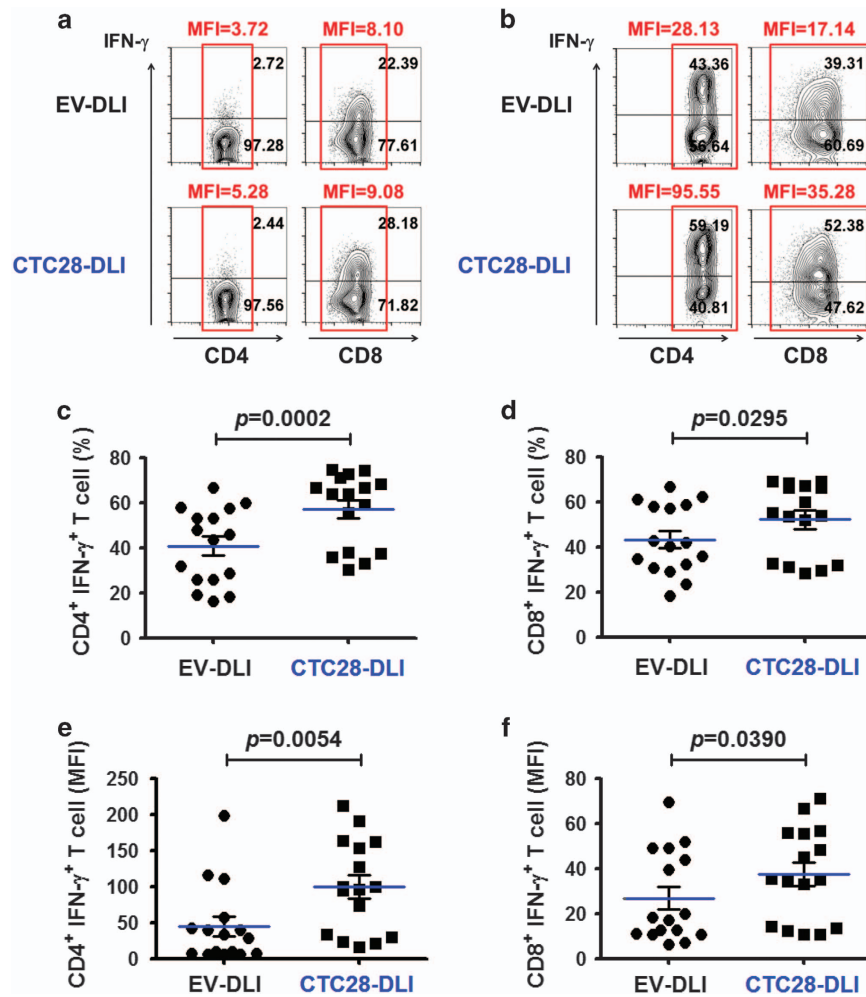 a
b
IFN-γ
MFI=3.72
MFI=8.10
IFN-γ
MFI=28.13
MFI=17.14
2.72
22.39
43.36
39.31
EV-DLI
EV-DLI
97.28
77.61
56.64
60.69
MFI=5.28
MFI=9.08
MFI=95.55
MFI=35.28
2.44
28.18
59.19
52.38
CTC28-DLI
CTC28-DLI
97.56
71.82
40.81
47.62
CD4
CD8
CD4
CD8
c
p=0.0002
CD4+ IFN-γ+ T cell (%)
80
60
40
20
0
EV-DLI
CTC28-DLI
d
p=0.0295
CD8+ IFN-γ+ T cell (%)
80
60
40
20
0
EV-DLI
CTC28-DLI
e
p=0.0054
CD4+ IFN-γ+ T cell (MFI)
250
200
150
100
50
0
EV-DLI
CTC28-DLI
f
p=0.0390
CD8+ IFN-γ+ T cell (MFI)
80
60
40
20
0
EV-DLI
CTC28-DLI